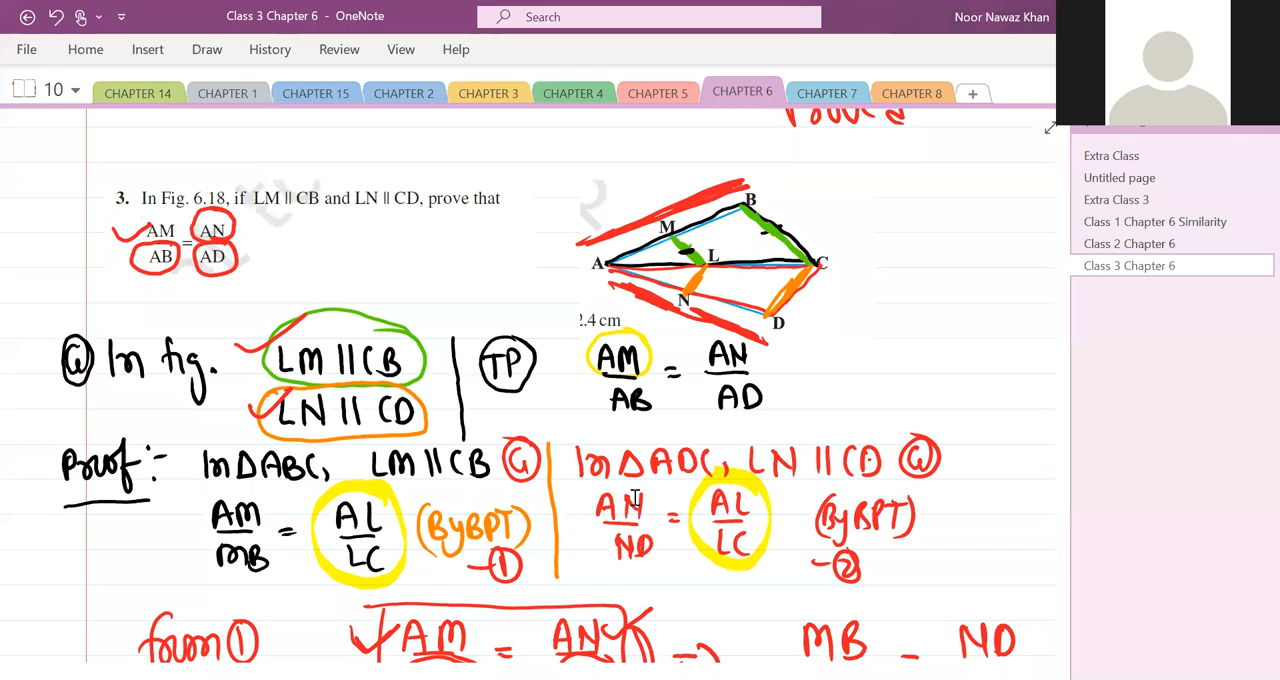 Class 3 Chapter 6 - OneNote
Search
Noor Nawaz Khan
File Home Insert Draw History Review View Help
10 CHAPTER 14 CHAPTER 1 CHAPTER 15 CHAPTER 2 CHAPTER 3 CHAPTER 4 CHAPTER 5 CHAPTER 6 CHAPTER 7 CHAPTER 8 +
Extra Class
Untitled page
Extra Class 3
Class 1 Chapter 6 Similarity
Class 2 Chapter 6
Class 3 Chapter 6
3. In Fig. 6.18, if LM || CB and LN || CD, prove that
AM/AB = AN/AD
B
M
A L C
N
D
2.4 cm
G In fig. LM || CB TP AM/AB = AN/AD
LN || CD
Proof:- In Δ ABC, LM || CB G
AM/MB = AL/LC (By BPT) - 1
In Δ ADC, LN || CD G
AN/ND = AL/LC (By BPT) - 2
from 1 AM = AN => MB = ND